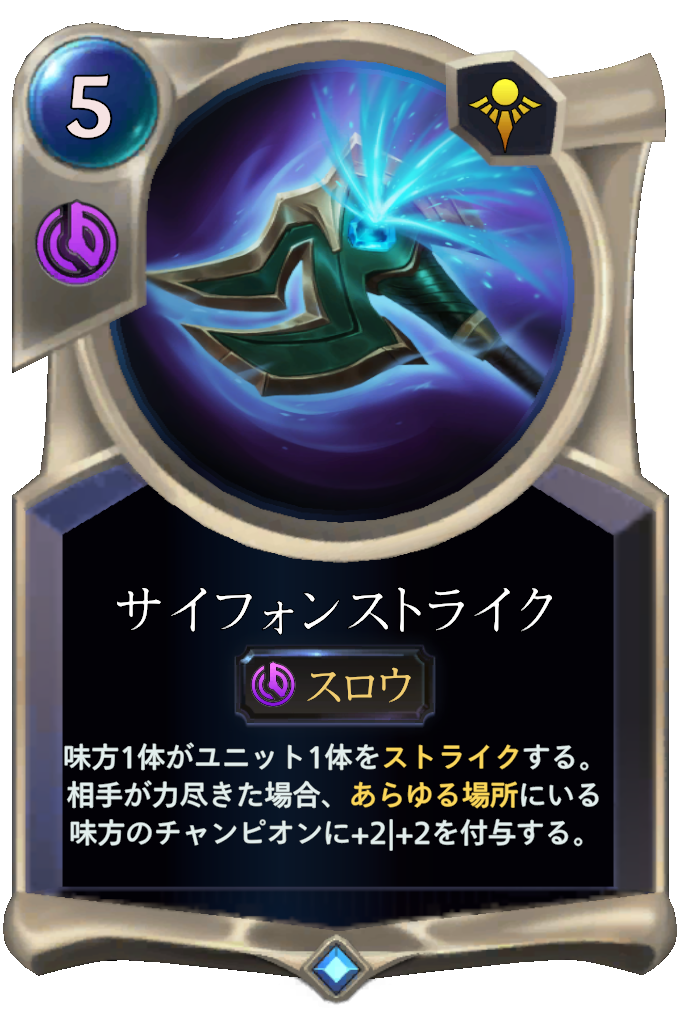 5
サイフォンストライク
スロウ
味方1体がユニット1体をストライクする。
相手が力尽きた場合、あらゆる場所にいる
味方のチャンピオンに+2|+2を付与する。